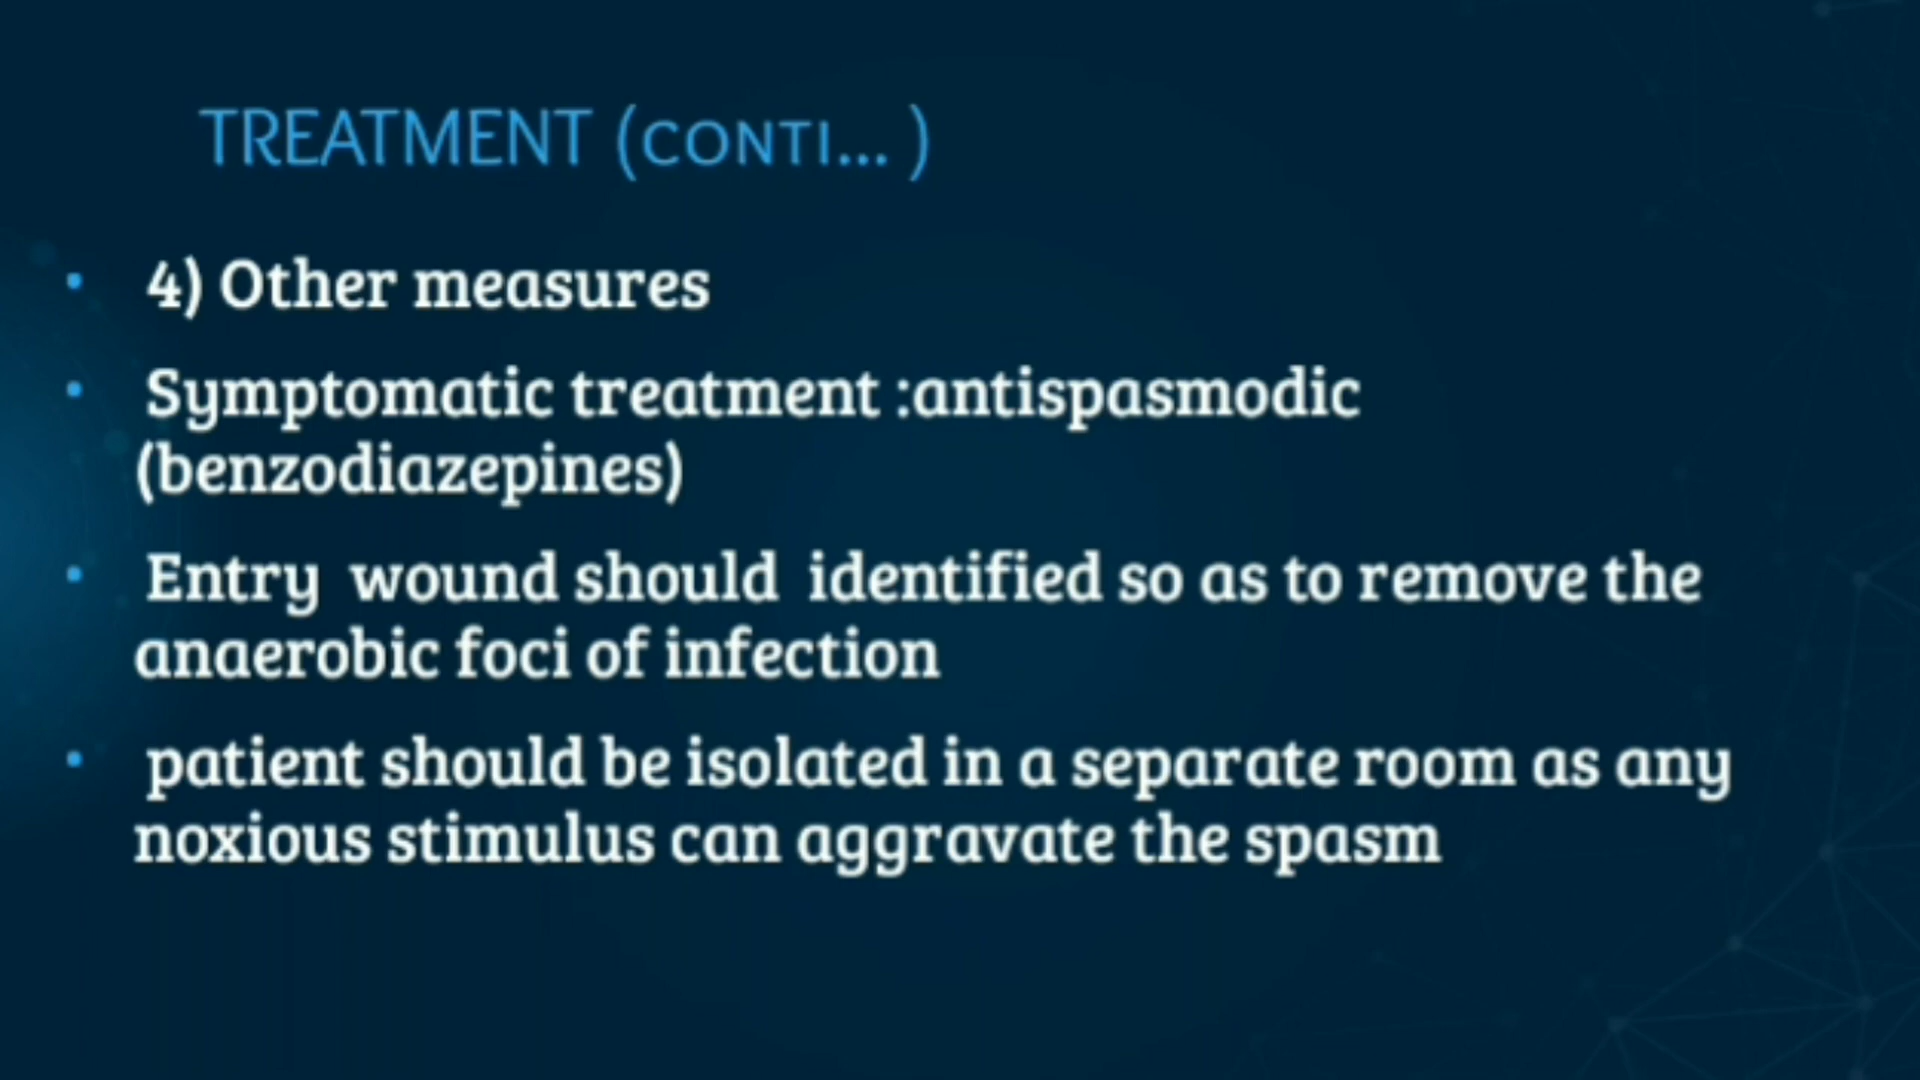 TREATMENT (CONTI... )
• 4) Other measures
• Symptomatic treatment :antispasmodic
(benzodiazepines)
• Entry wound should identified so as to remove the
anaerobic foci of infection
• patient should be isolated in a separate room as any
noxious stimulus can aggravate the spasm